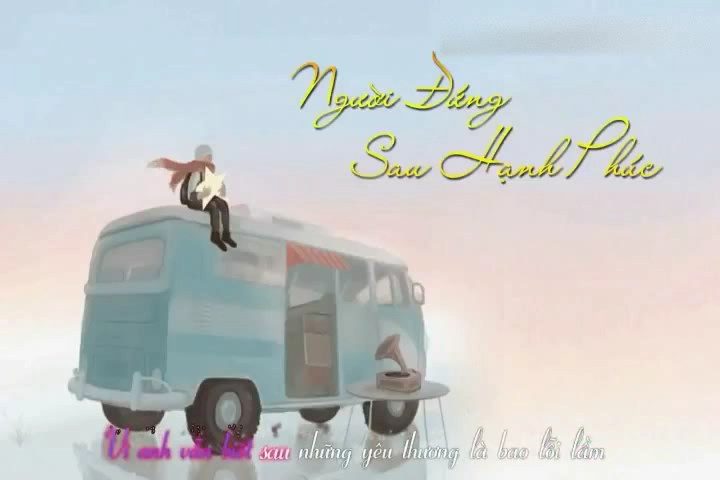 Người Đứng
Sau Hạnh Phúc
Vì anh vẫn biết sau những yêu thương là bao lỗi lầm